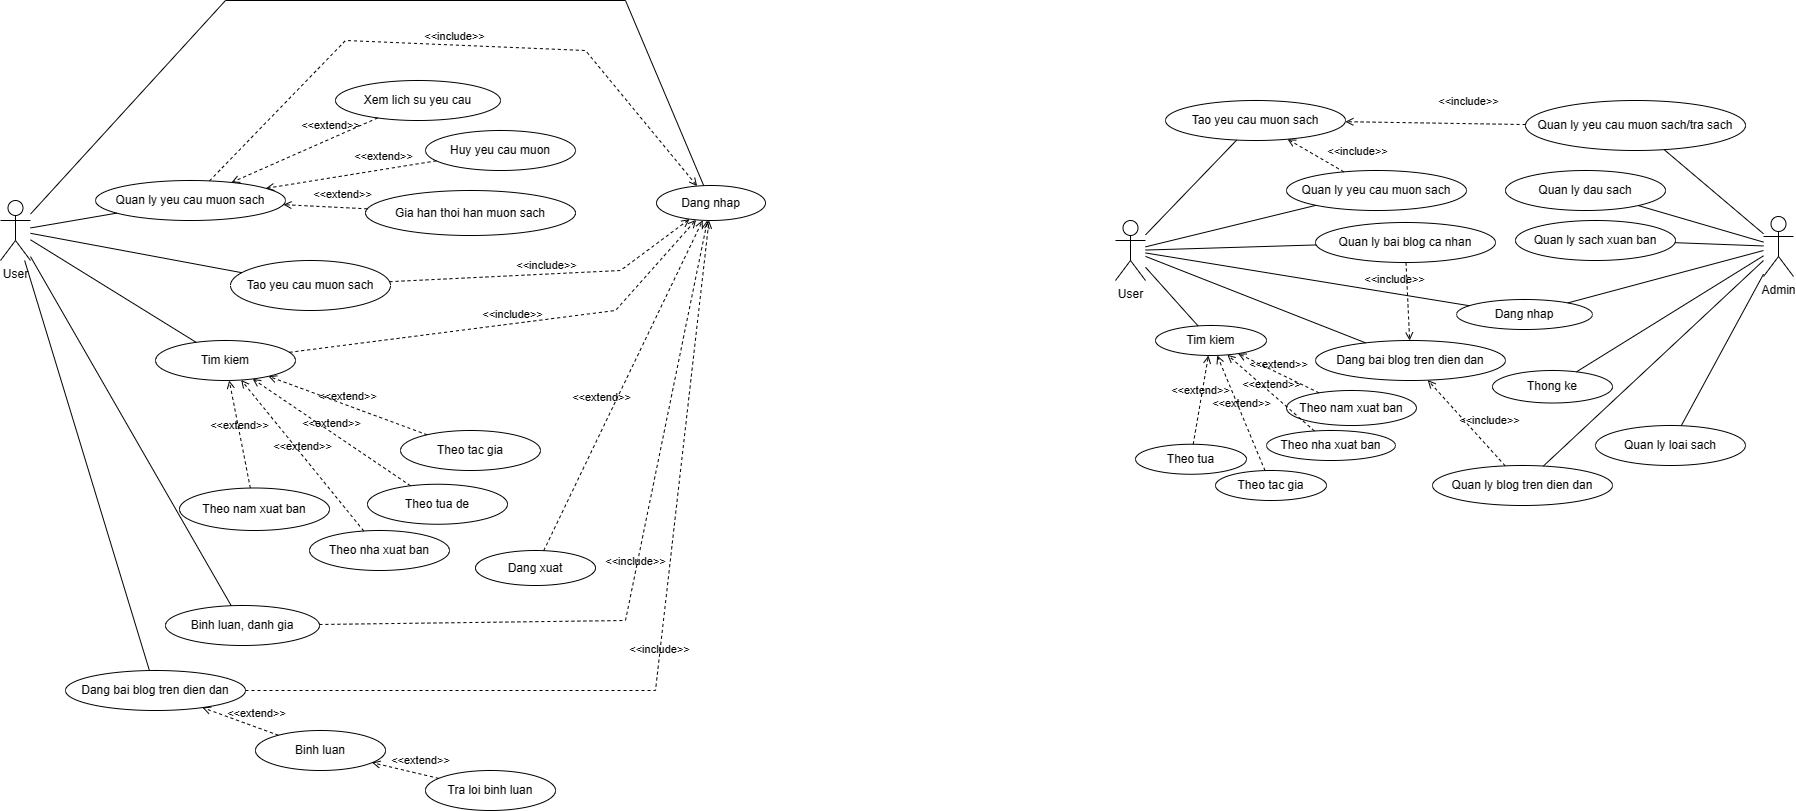 <<include>>
Xem lich su yeu cau
<<extend>>
Huy yeu cau muon
<<extend>>
Quan ly yeu cau muon sach
<<extend>>
Gia han thoi han muon sach
Dang nhap
User
Tao yeu cau muon sach
<<include>>
<<include>>
Tim kiem
<<extend>>
<<extend>>
<<extend>>
<<extend>>
<<extend>>
Theo tac gia
Theo tua de
Theo nam xuat ban
Theo nha xuat ban
Dang xuat
<<include>>
Binh luan, danh gia
<<include>>
Dang bai blog tren dien dan
<<extend>>
Binh luan
<<extend>>
Tra loi binh luan
<<include>>
Tao yeu cau muon sach
Quan ly yeu cau muon sach/tra sach
<<include>>
Quan ly yeu cau muon sach
Quan ly dau sach
Quan ly bai blog ca nhan
Quan ly sach xuan ban
User
Admin
<<include>>
Dang nhap
Tim kiem
Dang bai blog tren dien dan
<<extend>>
<<extend>>
<<extend>>
<<extend>>
Thong ke
Theo nam xuat ban
<<include>>
Theo nha xuat ban
Quan ly loai sach
Theo tua
Theo tac gia
Quan ly blog tren dien dan